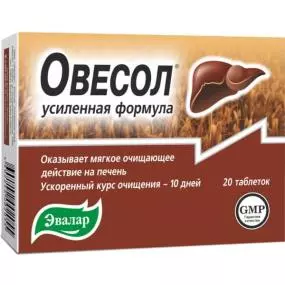 Овесол®
усиленная формула
Оказывает мягкое очищающее
действие на печень
Ускоренный курс очищения – 10 дней
20 таблеток
Эвалар
GMP